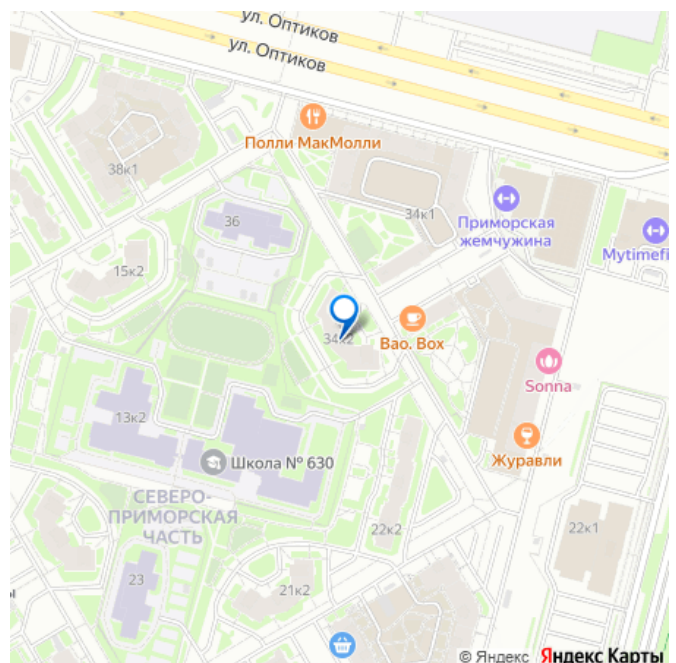 ул. Оптиков
ул. Оптиков
Полли МакМолли
38к1
36
34к1
Приморская
жемчужина
Mytimefi
15к2
34к2
Bao. Box
Sonna
13к2
Школа № 630
Журавли
СЕВЕРО-
ПРИМОРСКАЯ
ЧАСТЬ
22к2
22к1
23
21к2
ы
© Яндекс Яндекс Карты